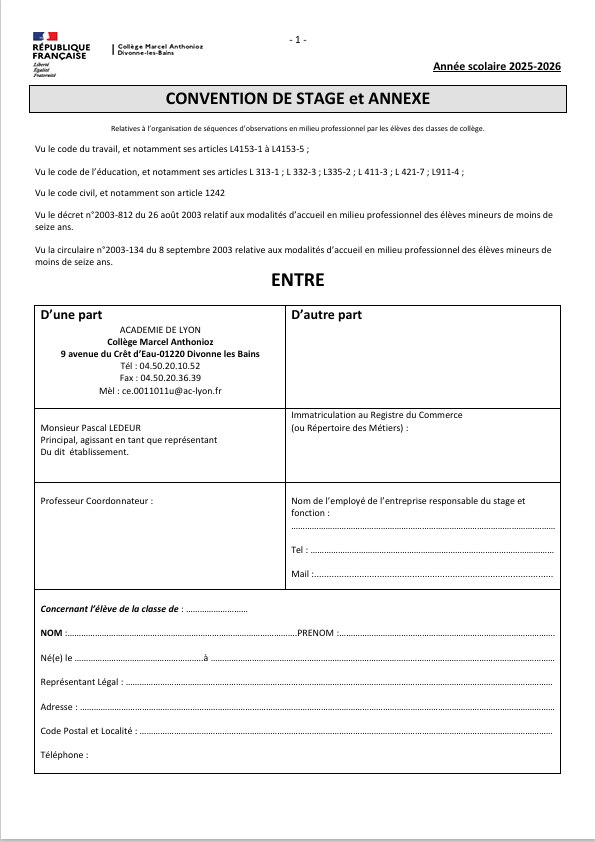 RÉPUBLIQUE
FRANÇAISE
Liberté
Égalité
Fraternité
Collège Marcel Anthonioz
Divonne-les-Bains
- 1 -
Année scolaire 2025-2026
CONVENTION DE STAGE et ANNEXE
Relatives à l'organisation de séquences d'observations en milieu professionnel par les élèves des classes de collège.
Vu le code du travail, et notamment ses articles L4153-1 à L4153-5 ;
Vu le code de l'éducation, et notamment ses articles L 313-1 ; L 332-3 ; L335-2 ; L 411-3 ; L 421-7 ; L911-4 ;
Vu le code civil, et notamment son article 1242
Vu le décret n°2003-812 du 26 août 2003 relatif aux modalités d'accueil en milieu professionnel des élèves mineurs de moins de
seize ans.
Vu la circulaire n°2003-134 du 8 septembre 2003 relative aux modalités d'accueil en milieu professionnel des élèves mineurs de
moins de seize ans.
ENTRE
D'une part
ACADEMIE DE LYON
Collège Marcel Anthonioz
9 avenue du Crêt d'Eau-01220 Divonne les Bains
Tél : 04.50.20.10.52
Fax : 04.50.20.36.39
Mèl : ce.0011011u@ac-lyon.fr
D'autre part
Monsieur Pascal LEDEUR
Principal, agissant en tant que représentant
Du dit établissement.
Immatriculation au Registre du Commerce
(ou Répertoire des Métiers) :
Professeur Coordonnateur :
Nom de l'employé de l'entreprise responsable du stage et
fonction :
................................................................................
Tel : ................................................................................
Mail :................................................................................
Concernant l'élève de la classe de : ........................
NOM :................................................................................PRENOM :................................................................................
Né(e) le ................................................à ................................................................................
Représentant Légal : ................................................................................
Adresse : ................................................................................
Code Postal et Localité : ................................................................................
Téléphone :